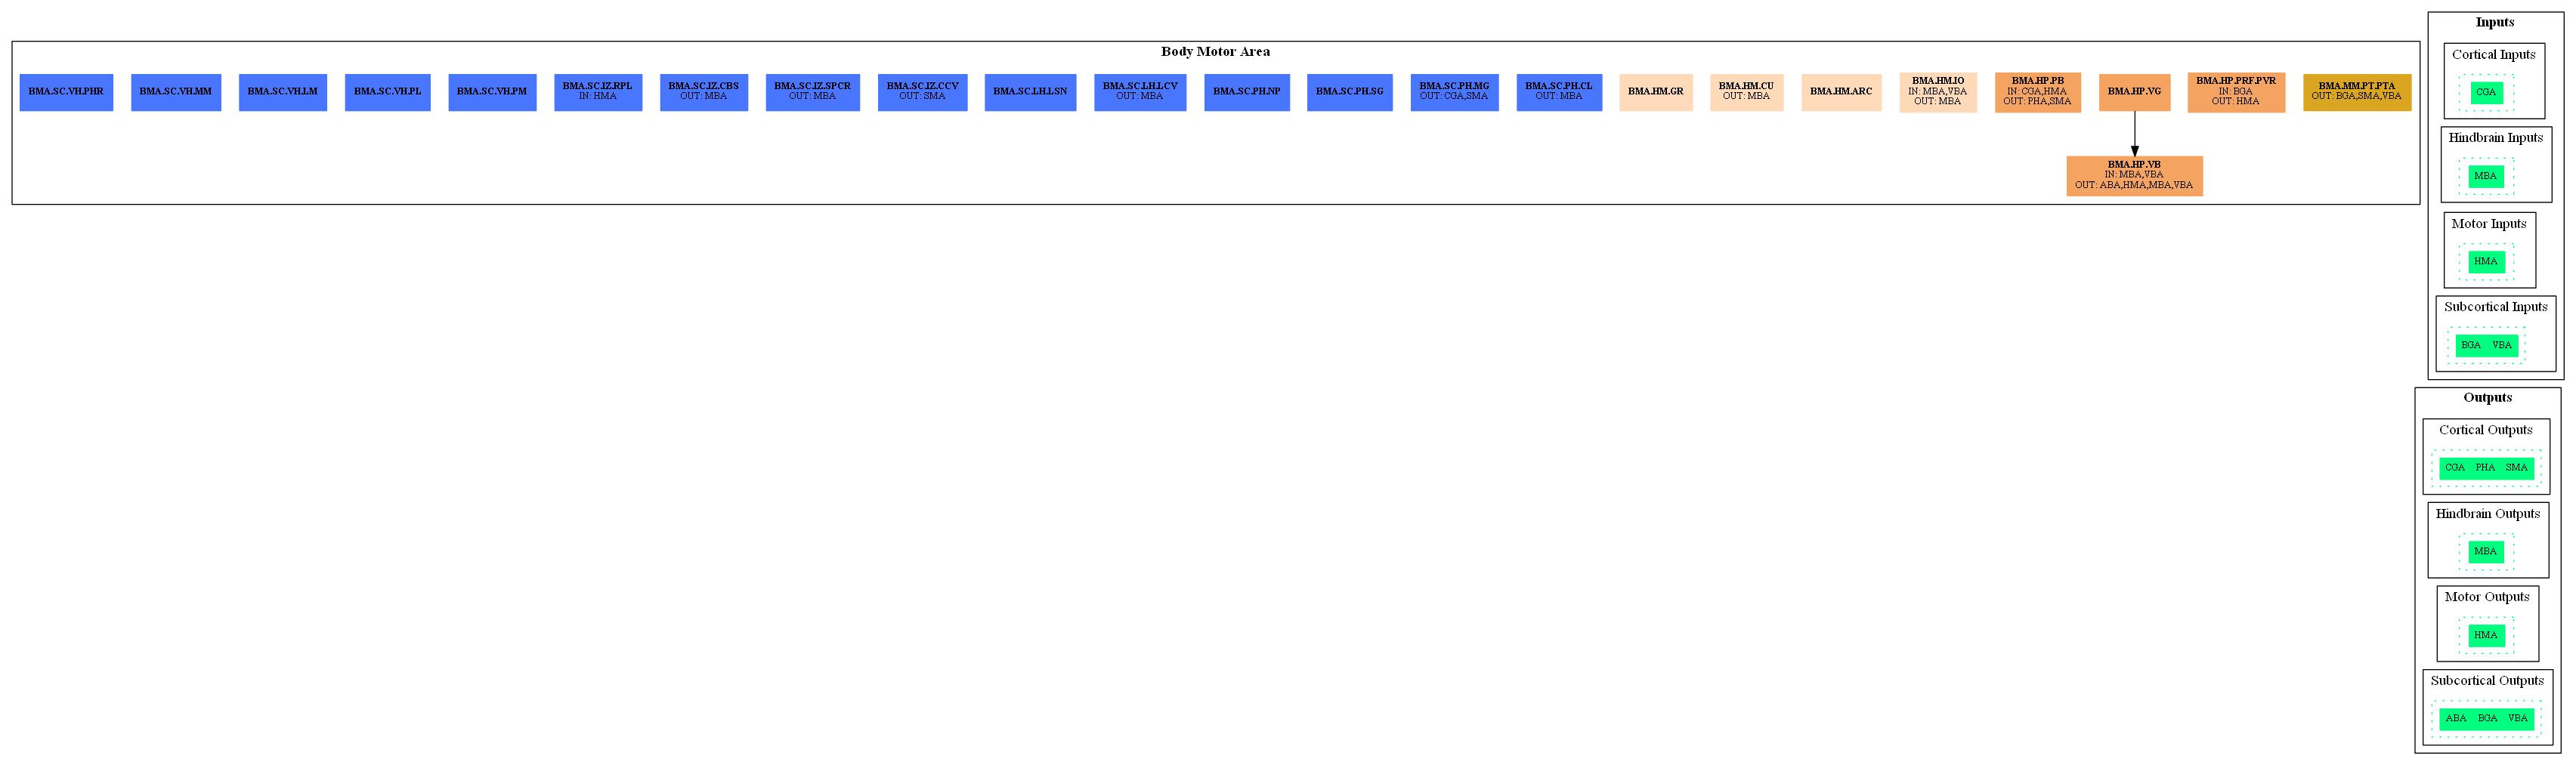 Body Motor Area
BMA.SC.VH.PHR
BMA.SC.VH.MM
BMA.SC.VH.LM
BMA.SC.VH.PL
BMA.SC.VH.PM
BMA.SC.IZ.RPL
IN: HMA
BMA.SC.IZ.CBS
OUT: MBA
BMA.SC.IZ.SPCR
OUT: MBA
BMA.SC.IZ.CCV
OUT: SMA
BMA.SC.LH.LSN
BMA.SC.LH.LCV
OUT: MBA
BMA.SC.PH.NP
BMA.SC.PH.SG
BMA.SC.PH.MG
OUT: CGA,SMA
BMA.SC.PH.CL
OUT: MBA
BMA.HM.GR
BMA.HM.CU
OUT: MBA
BMA.HM.ARC
BMA.HM.IO
IN: MBA,VBA
OUT: MBA
BMA.HP.PB
IN: CGA,HMA
OUT: PHA,SMA
BMA.HP.VG
BMA.HP.PRF.PVR
IN: BGA
OUT: HMA
BMA.MM.PT.PTA
OUT: BGA,SMA,VBA
BMA.HP.VB
IN: MBA,VBA
OUT: ABA,HMA,MBA,VBA
Inputs
Cortical Inputs
CGA
Hindbrain Inputs
MBA
Motor Inputs
HMA
Subcortical Inputs
BGA VBA
Outputs
Cortical Outputs
CGA PHA SMA
Hindbrain Outputs
MBA
Motor Outputs
HMA
Subcortical Outputs
ABA BGA VBA